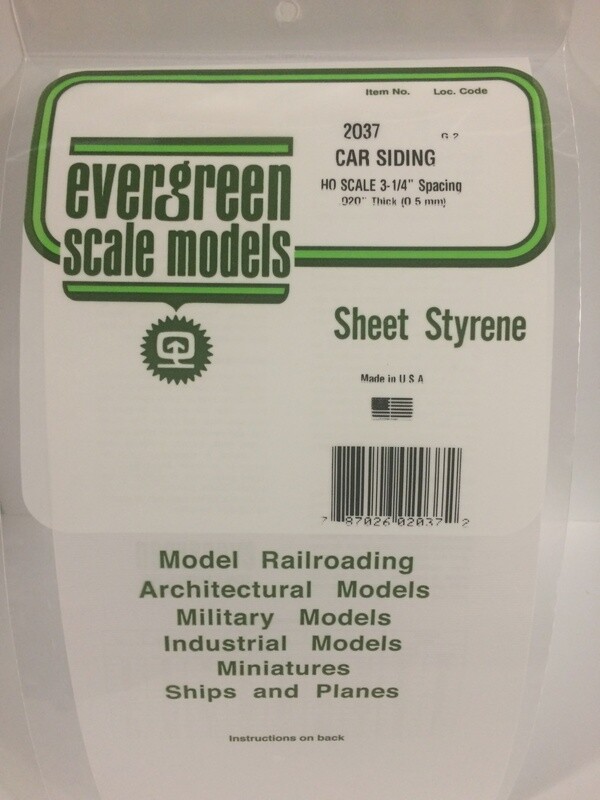 Item No. Loc. Code
2037 G 2
CAR SIDING
HO SCALE 3-1/4" Spacing
.020" Thick (0 5 mm)
evergreen
scale models
Sheet Styrene
Made in U S A
7 87026 02037 2
Model Railroading
Architectural Models
Military Models
Industrial Models
Miniatures
Ships and Planes
Instructions on back